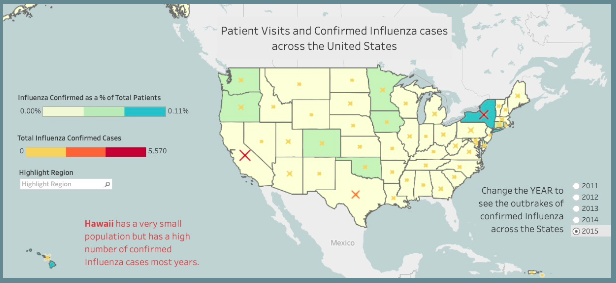 Patient Visits and Confirmed Influenza cases
across the United States
Influenza Confirmed as a % of Total Patients
0.00%
0.11%
Total Influenza Confirmed Cases
0
5,570
Highlight Region
Highlight Region
Hawaii has a very small
population but has a high
number of confirmed
Influenza cases most years.
Mexico
Change the YEAR to
see the outbreaks of
confirmed Influenza
across the States
2011
2012
2013
2014
2015